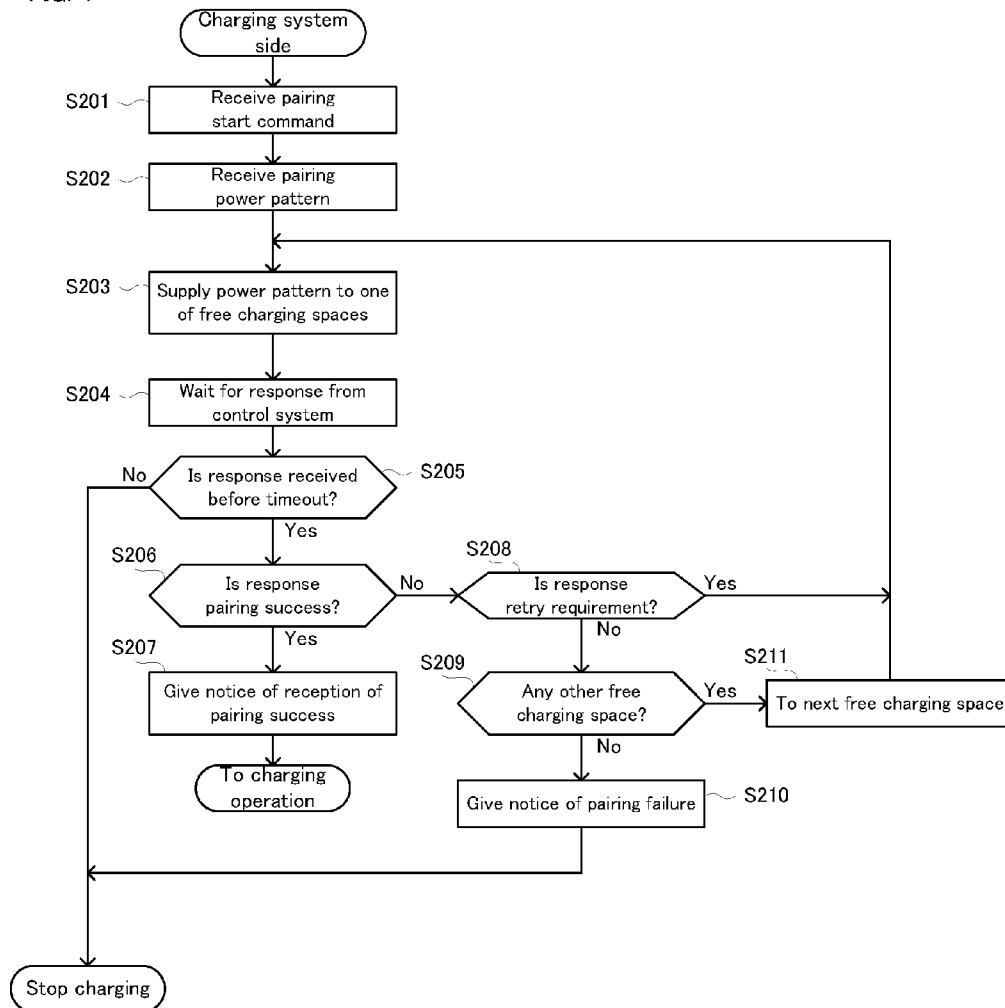 Charging system
side
S201
Receive pairing
start command
S202
Receive pairing
power pattern
S203
Supply power pattern to one
of free charging spaces
S204
Wait for response from
control system
No
Is response received
before timeout?
S205
Yes
S206
Is response
pairing success?
No
S208
Is response
retry requirement?
Yes
Yes
No
S207
Give notice of reception of
pairing success
S209
Any other free
charging space?
Yes
S211
To next free charging space
No
To charging
operation
Give notice of pairing failure
S210
Stop charging